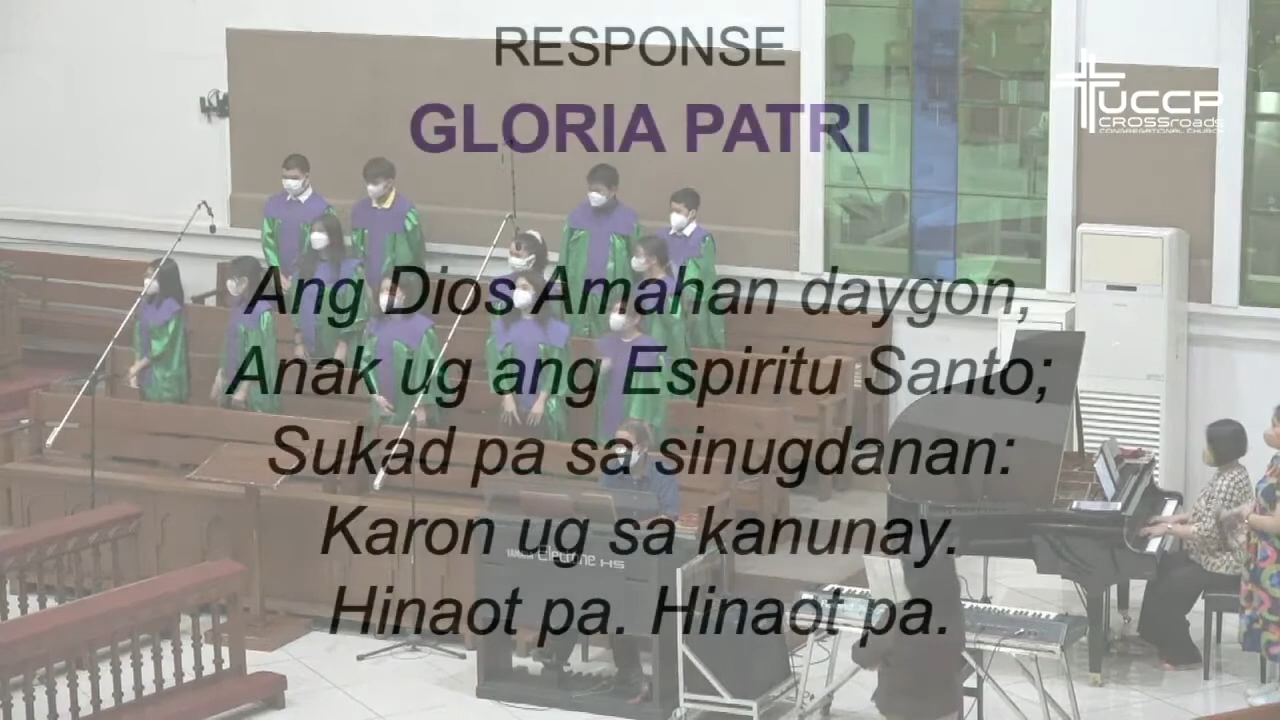 RESPONSE
GLORIA PATRI
UCCP
CROSSroads
CONGREGATIONAL CHURCH
Ang Dios Amahan daygon,
Anak ug ang Espiritu Santo;
Sukad pa sa sinugdanan:
Karon ug sa kanunay.
Hinaot pa. Hinaot pa.
Electone HS